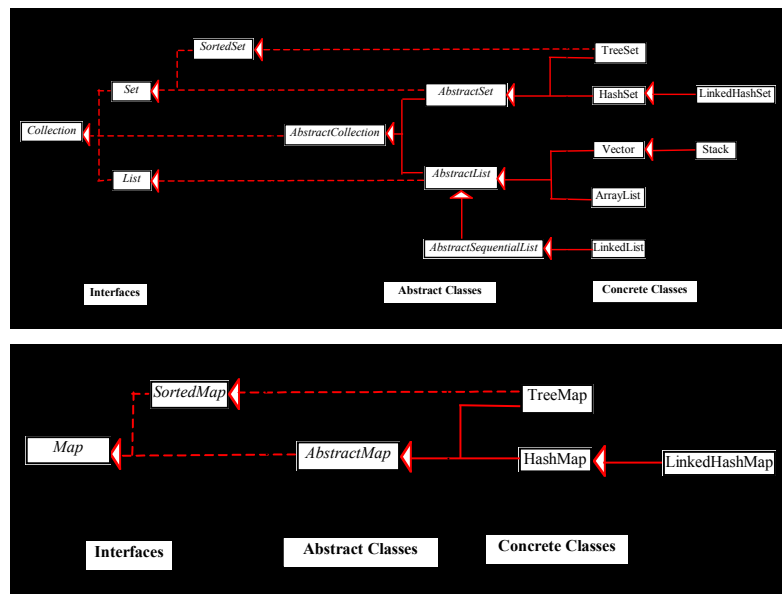 SortedSet
TreeSet
Set
AbstractSet
HashSet
LinkedHashSet
Collection
AbstractCollection
Vector
Stack
List
AbstractList
ArrayList
AbstractSequentialList
LinkedList
Interfaces
Abstract Classes
Concrete Classes
SortedMap
TreeMap
Map
AbstractMap
HashMap
LinkedHashMap
Interfaces
Abstract Classes
Concrete Classes